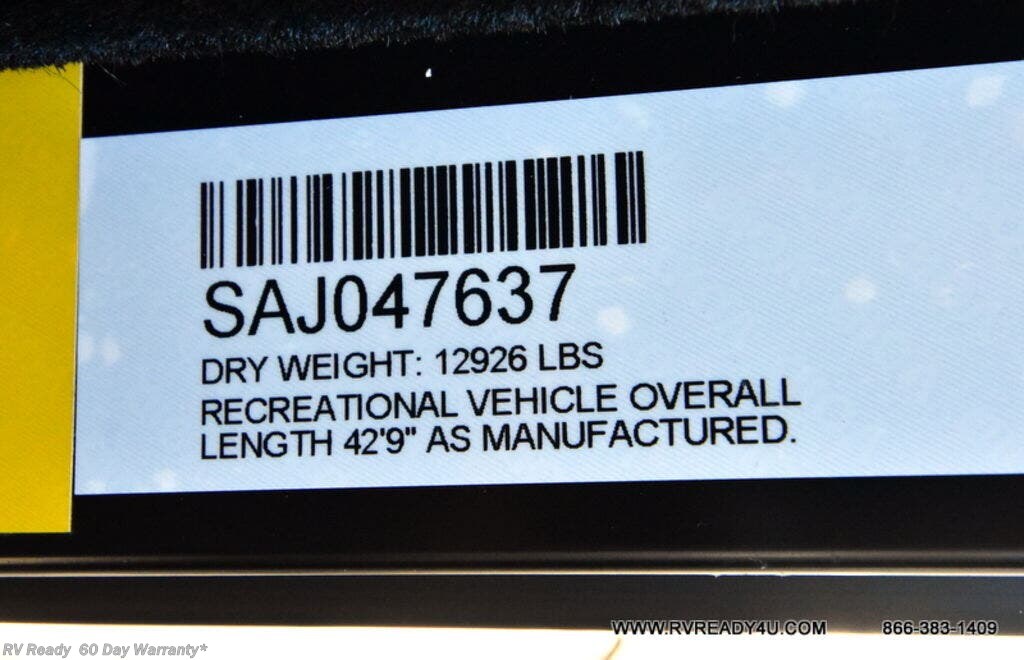 SAJ047637
DRY WEIGHT: 12926 LBS
RECREATIONAL VEHICLE OVERALL
LENGTH 42'9" AS MANUFACTURED.
WWW.RVREADY4U.COM 866-383-1409
RV Ready 60 Day Warranty*